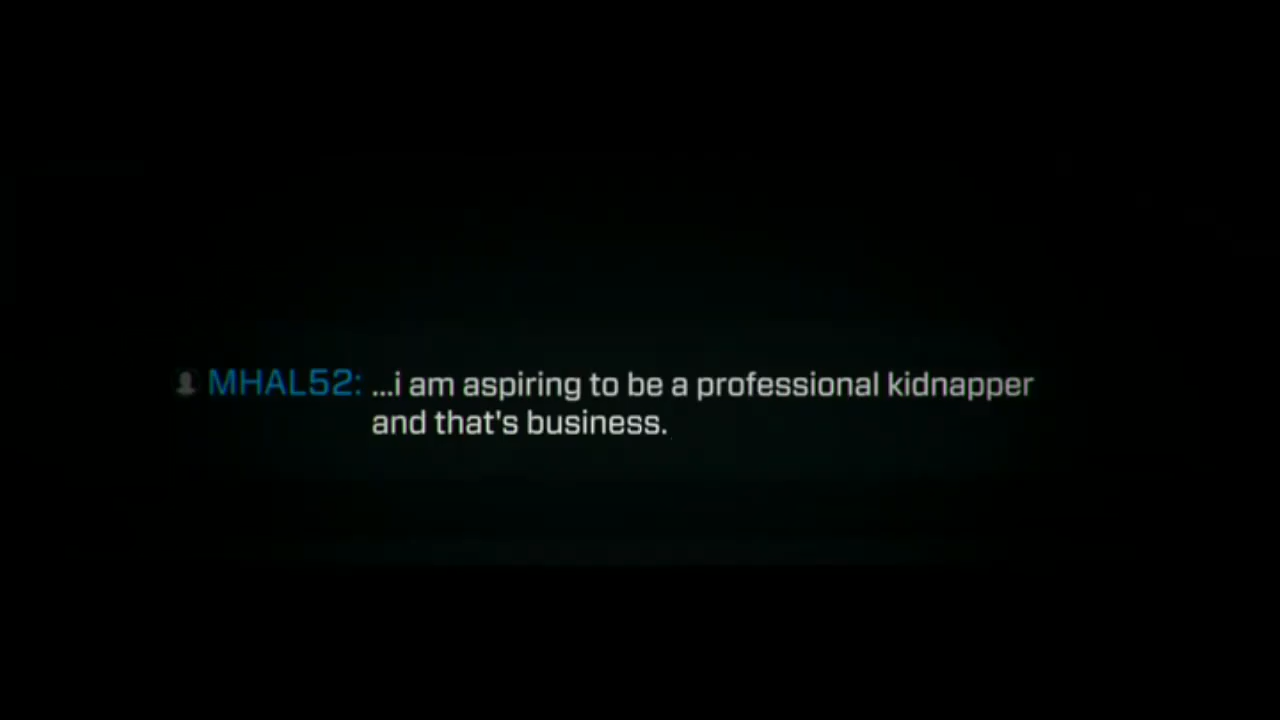 MHAL52: ...i am aspiring to be a professional kidnapper
and that's business.